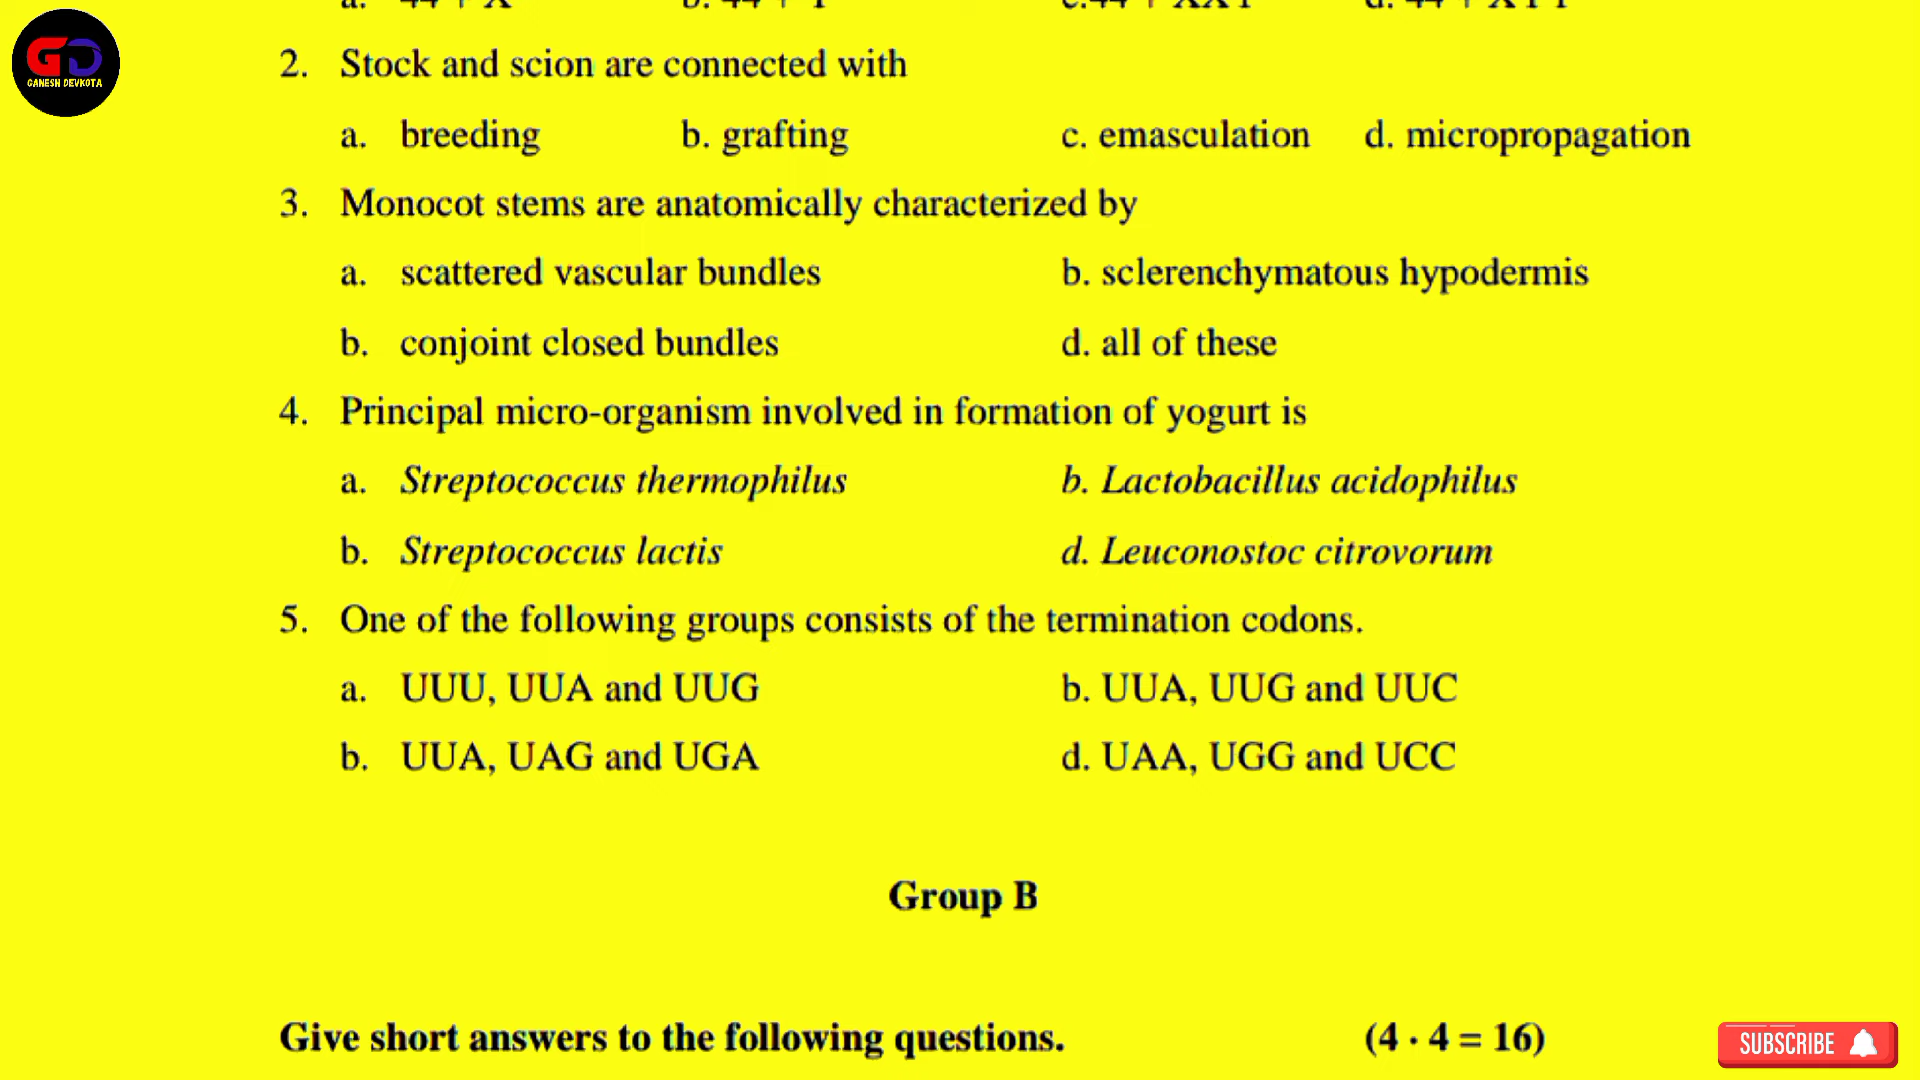 GD
GANESH DEVKOTA
2. Stock and scion are connected with
a. breeding b. grafting c. emasculation d. micropropagation
3. Monocot stems are anatomically characterized by
a. scattered vascular bundles b. sclerenchymatous hypodermis
b. conjoint closed bundles d. all of these
4. Principal micro-organism involved in formation of yogurt is
a. Streptococcus thermophilus b. Lactobacillus acidophilus
b. Streptococcus lactis d. Leuconostoc citrovorum
5. One of the following groups consists of the termination codons.
a. UUU, UUA and UUG b. UUA, UUG and UUC
b. UUA, UAG and UGA d. UAA, UGG and UCC
Group B
Give short answers to the following questions. (4 · 4 = 16)
SUBSCRIBE